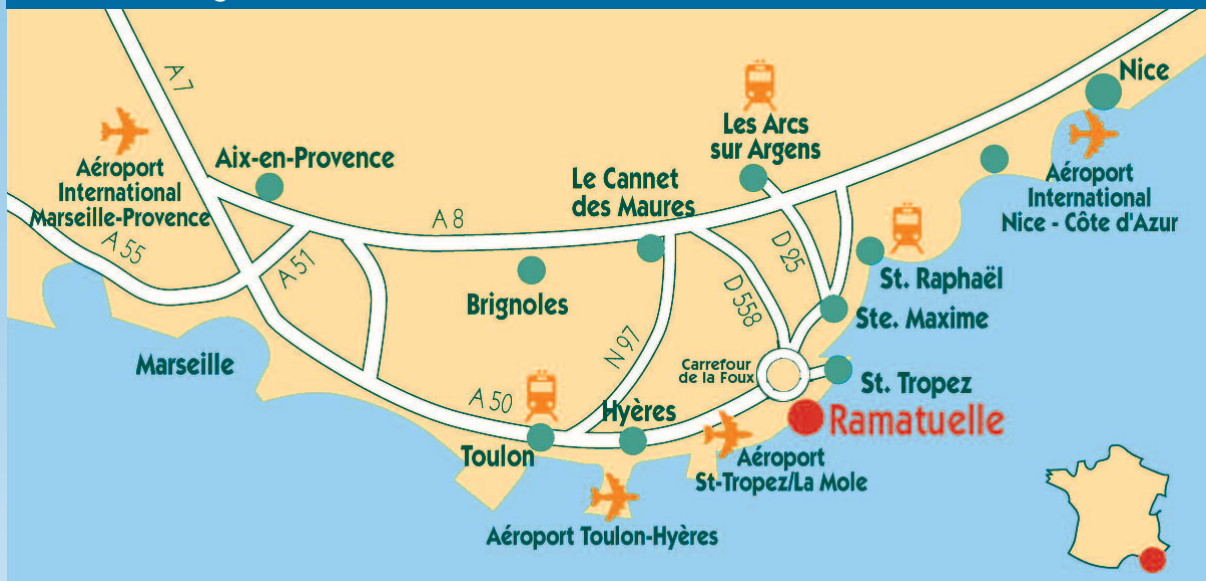 A 7
Nice
Les Arcs
sur Argens
Aix-en-Provence
Aéroport
International
Marseille-Provence
Le Cannet
des Maures
Aéroport
International
Nice - Côte d'Azur
A 8
A 55
A 51
D 25
St. Raphaël
D 558
Brignoles
Ste. Maxime
N 97
Marseille
Carrefour
de la Foux
St. Tropez
A 50
Hyères
Ramatuelle
Toulon
Aéroport
St-Tropez/La Mole
Aéroport Toulon-Hyères